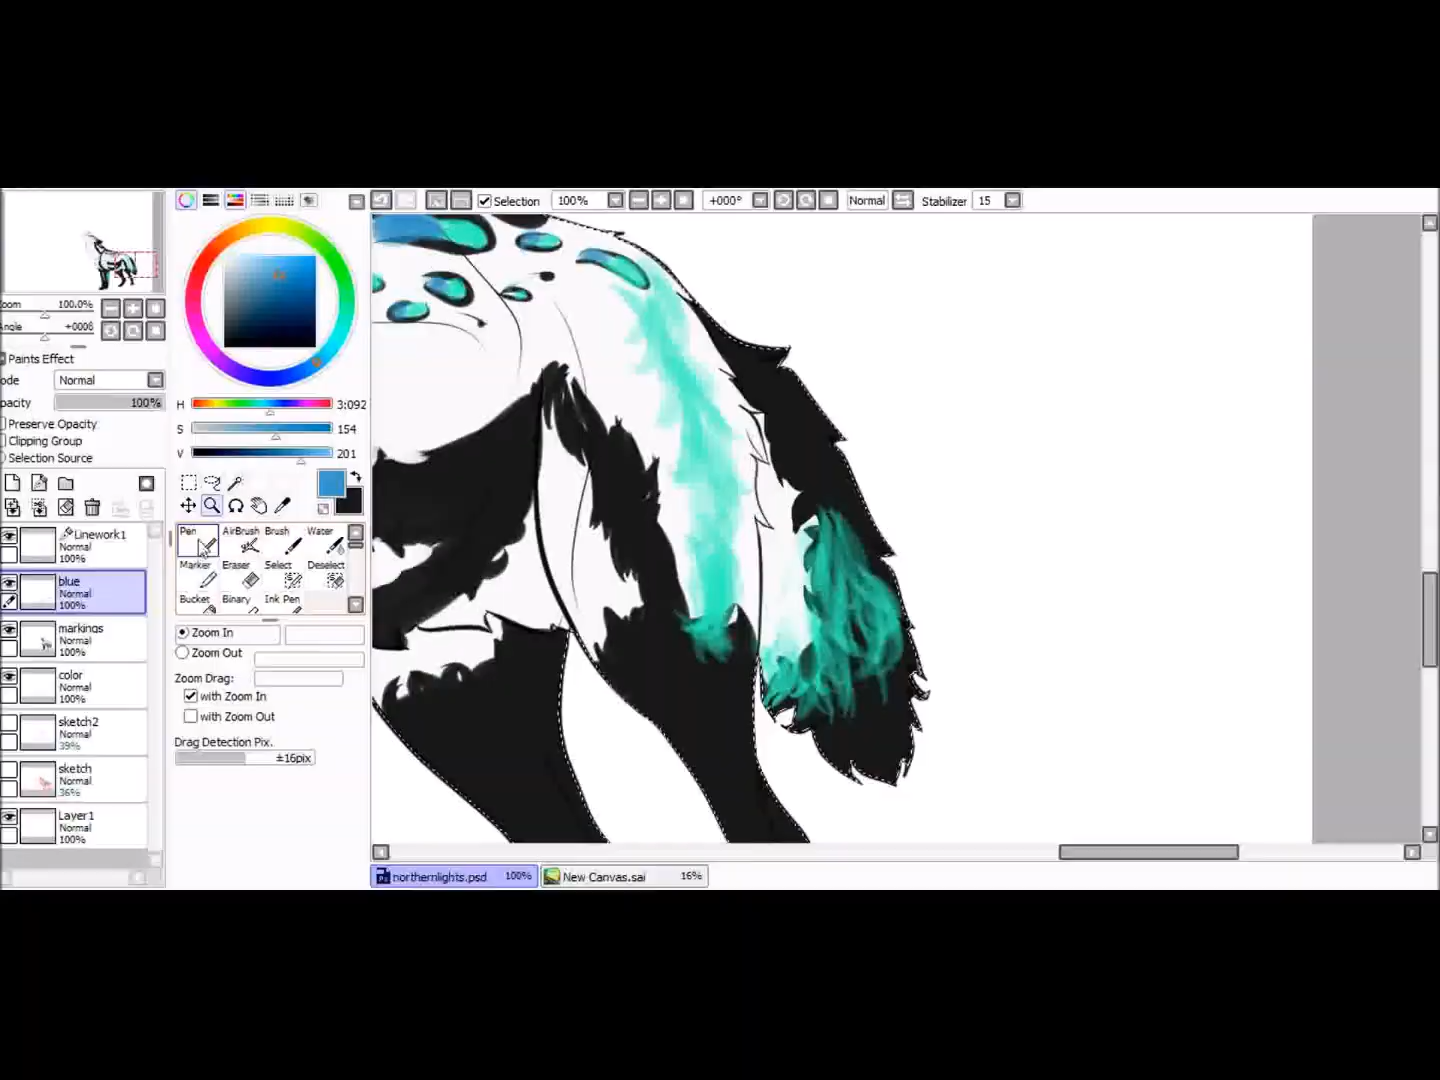 Selection 100% +000° Normal Stabilizer 15
oom 100.0%
Angle +000
Paints Effect
ode Normal
pacity 100%
Preserve Opacity
Clipping Group
Selection Source
H 3:092
S 154
V 201
Pen AirBrush Brush Water
Marker Eraser Select Deselect
Bucket Binary Ink Pen
Zoom In
Zoom Out
Zoom Drag:
with Zoom In
with Zoom Out
Drag Detection Pix.
±16pix
Linework1
Normal
100%
blue
Normal
100%
markings
Normal
100%
color
Normal
100%
sketch2
Normal
39%
sketch
Normal
36%
Layer1
Normal
100%
northernlights.psd 100% New Canvas.sai 16%